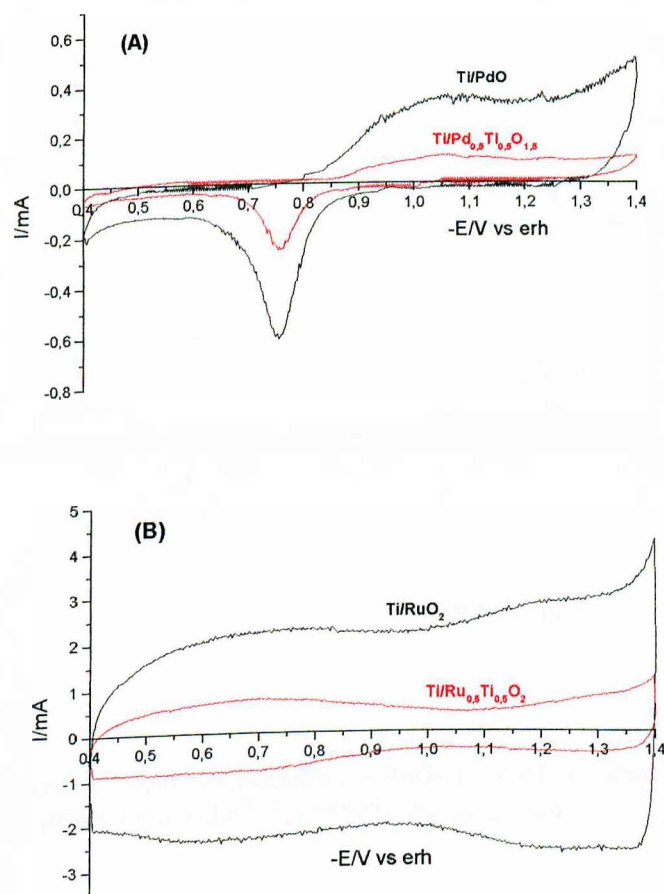 (A)
0,6
0,4
0,2
0,0
-0,2
-0,4
-0,6
-0,8
I/mA
0,4 0,5 0,6 0,7 0,8 0,9 1,0 1,1 1,2 1,3 1,4
Ti/PdO
Ti/Pd0,5Ti0,5O1,5
-E/V vs erh
(B)
5
4
3
2
1
0
-1
-2
-3
I/mA
0,4 0,5 0,6 0,7 0,8 0,9 1,0 1,1 1,2 1,3 1,4
Ti/RuO2
Ti/Ru0,5Ti0,5O2
-E/V vs erh